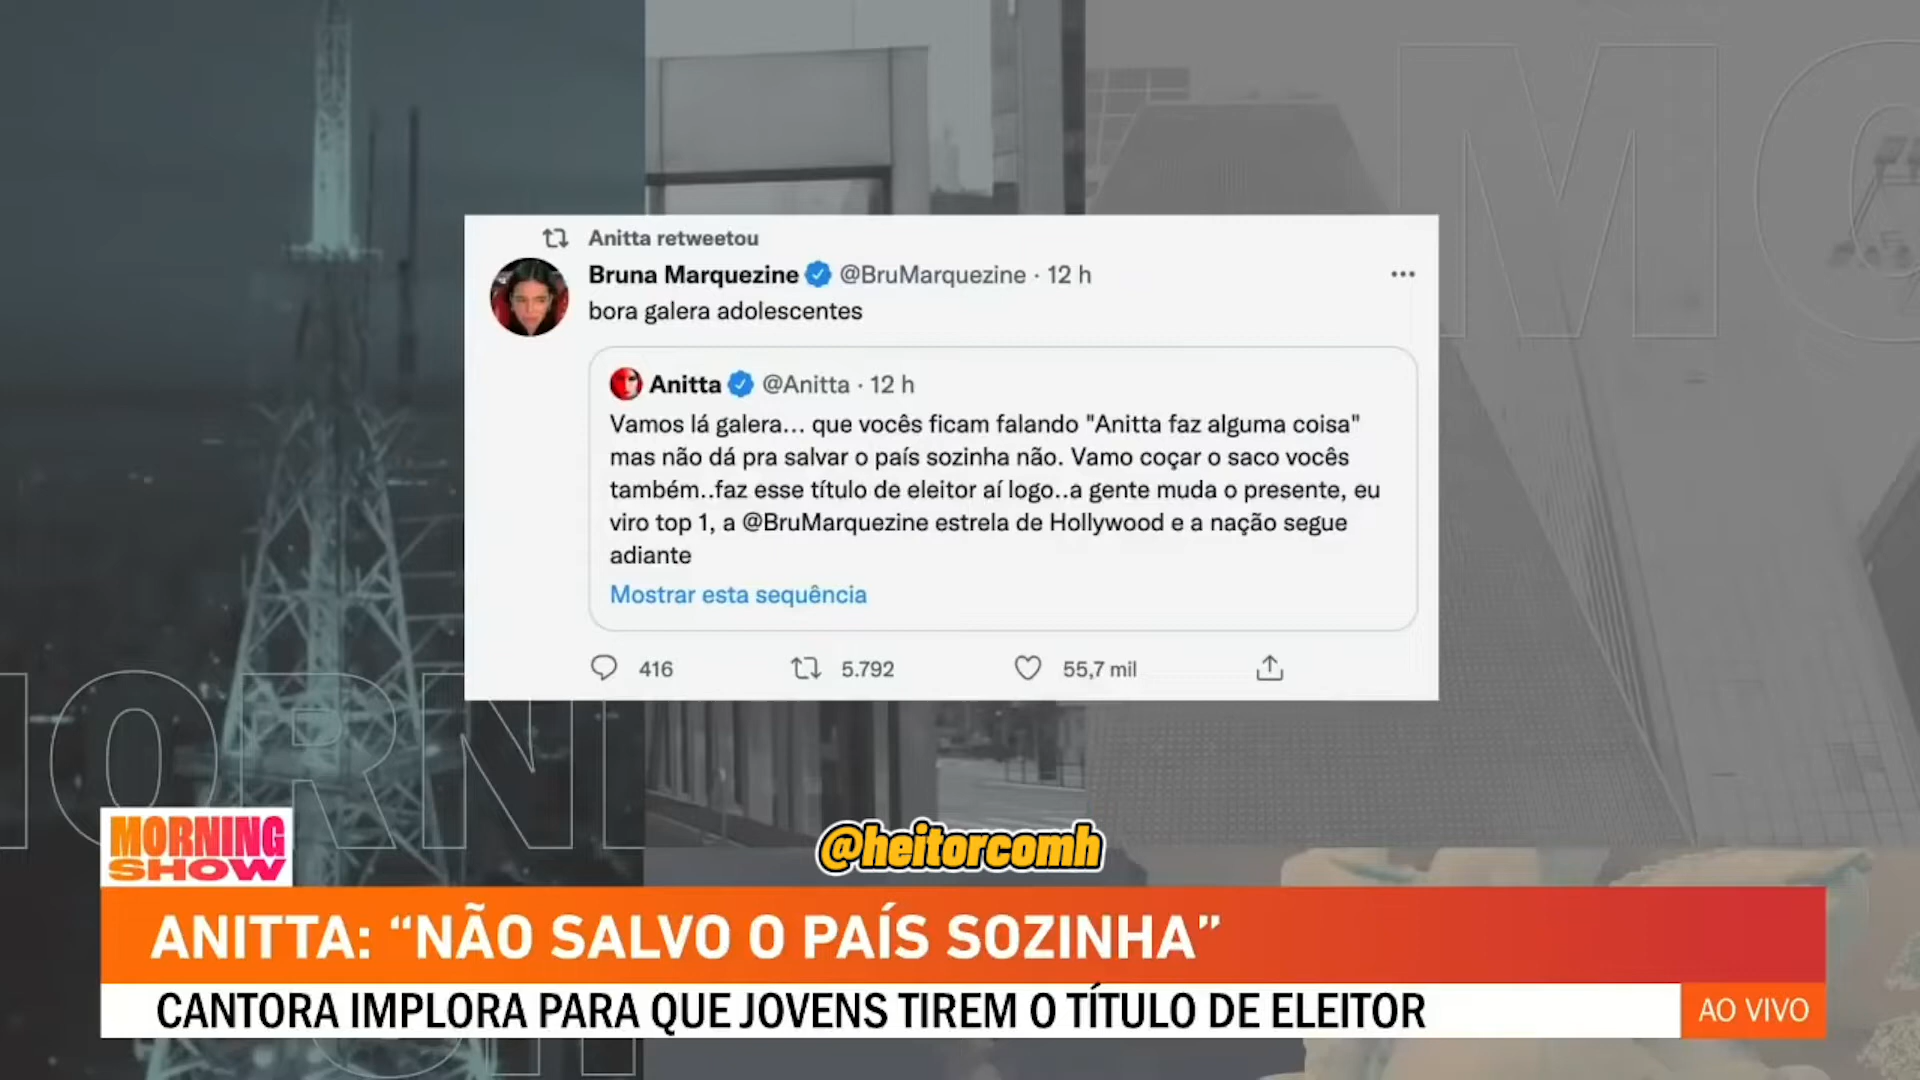 Anitta retweetou
Bruna Marquezine @BruMarquezine · 12 h
bora galera adolescentes
Anitta @Anitta · 12 h
Vamos lá galera... que vocês ficam falando "Anitta faz alguma coisa"
mas não dá pra salvar o país sozinha não. Vamo coçar o saco vocês
também..faz esse título de eleitor aí logo..a gente muda o presente, eu
viro top 1, a @BruMarquezine estrela de Hollywood e a nação segue
adiante
Mostrar esta sequência
416 5.792 55,7 mil
MORNING
SHOW
@heitorcomh
ANITTA: “NÃO SALVO O PAÍS SOZINHA”
CANTORA IMPLORA PARA QUE JOVENS TIREM O TÍTULO DE ELEITOR
AO VIVO